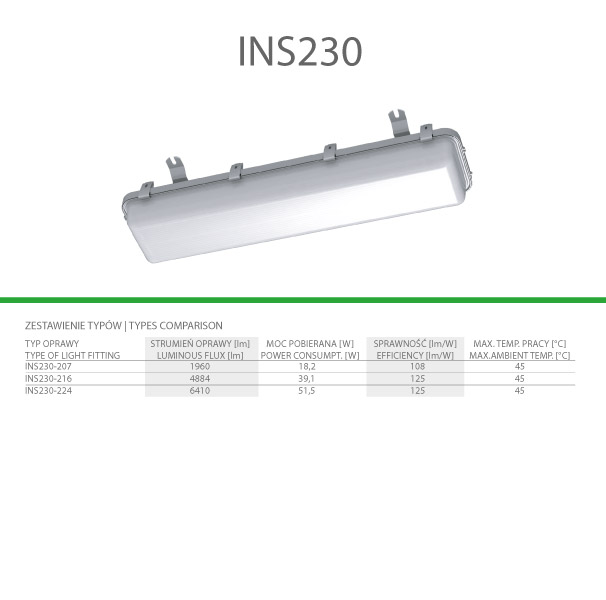 INS230
ZESTAWIENIE TYPÓW | TYPES COMPARISON
TYP OPRAWY STRUMIEŃ OPRAWY [lm] MOC POBIERANA [W] SPRAWNOŚĆ [lm/W] MAX. TEMP. PRACY [°C]
TYPE OF LIGHT FITTING LUMINOUS FLUX [lm] POWER CONSUMPT. [W] EFFICIENCY [lm/W] MAX.AMBIENT TEMP. [°C]
INS230-207 1960 18,2 108 45
INS230-216 4884 39,1 125 45
INS230-224 6410 51,5 125 45